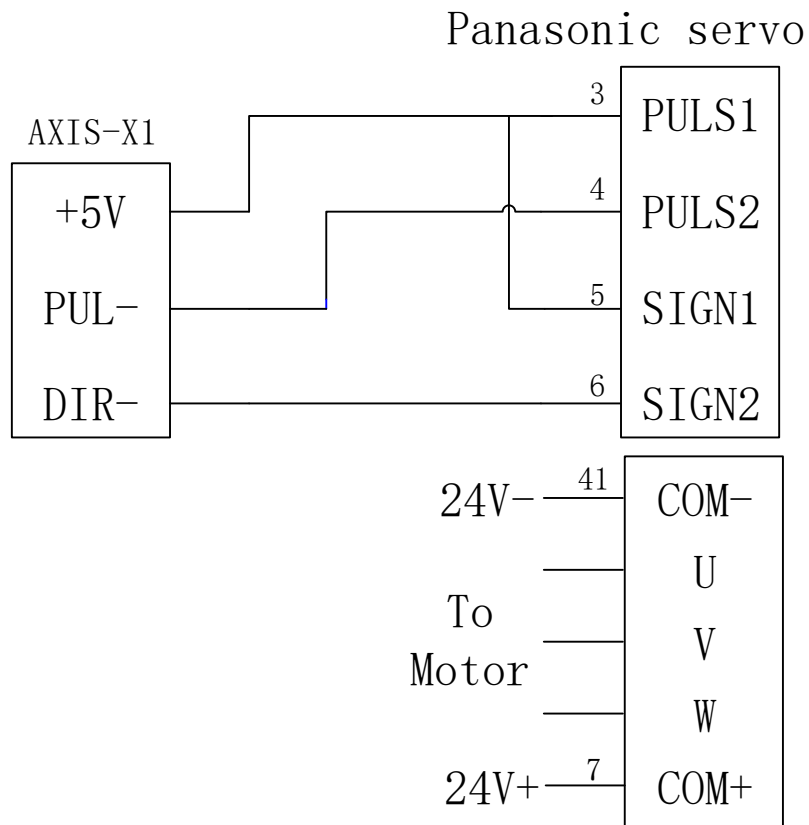 Panasonic servo
AXIS-X1
3 PULS1
+5V
4 PULS2
PUL-
5 SIGN1
DIR-
6 SIGN2
24V- 41 COM-
U
To
Motor
V
W
24V+ 7 COM+